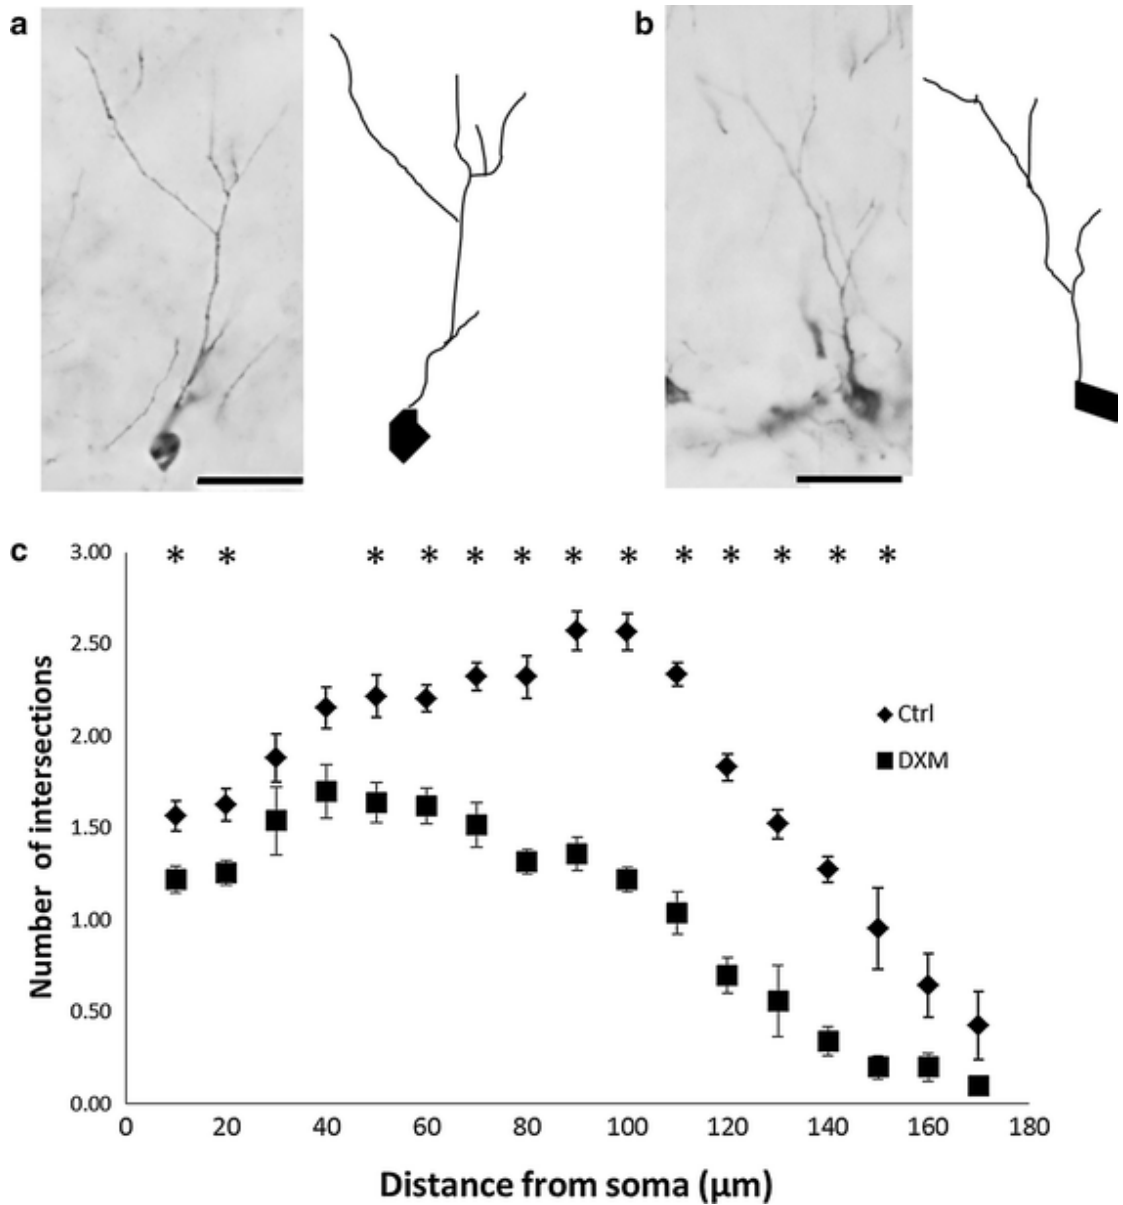 a
b
c
* * * * * * * * * * * * *
3.00
2.50
2.00
1.50
1.00
0.50
0.00
Number of intersections
Ctrl
DXM
0 20 40 60 80 100 120 140 160 180
Distance from soma (µm)